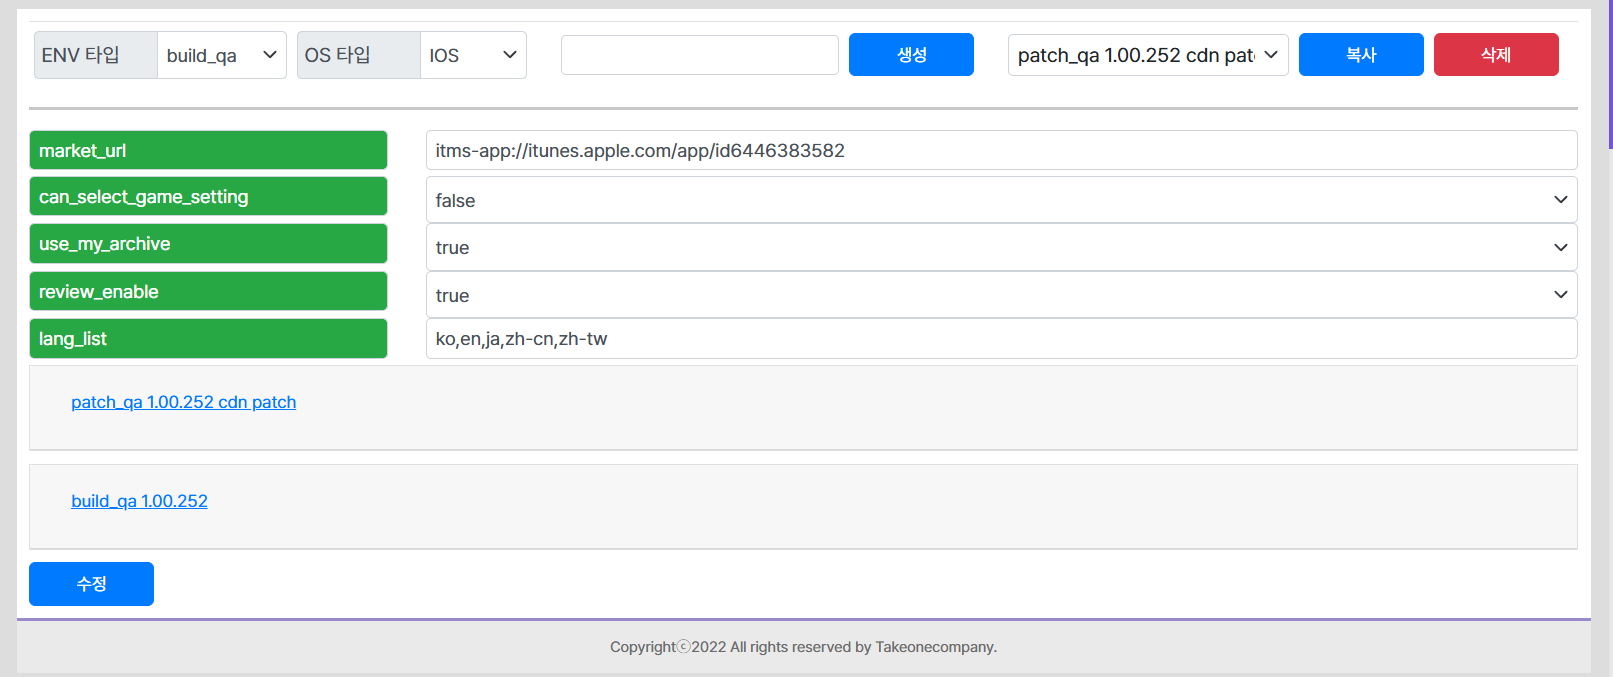 ENV 타입 build_qa OS 타입 IOS 생성 patch_qa 1.00.252 cdn pat 복사 삭제
market_url itms-app://itunes.apple.com/app/id6446383582
can_select_game_setting false
use_my_archive true
review_enable true
lang_list ko,en,ja,zh-cn,zh-tw
patch_qa 1.00.252 cdn patch
build_qa 1.00.252
수정
Copyrightⓒ2022 All rights reserved by Takeonecompany.